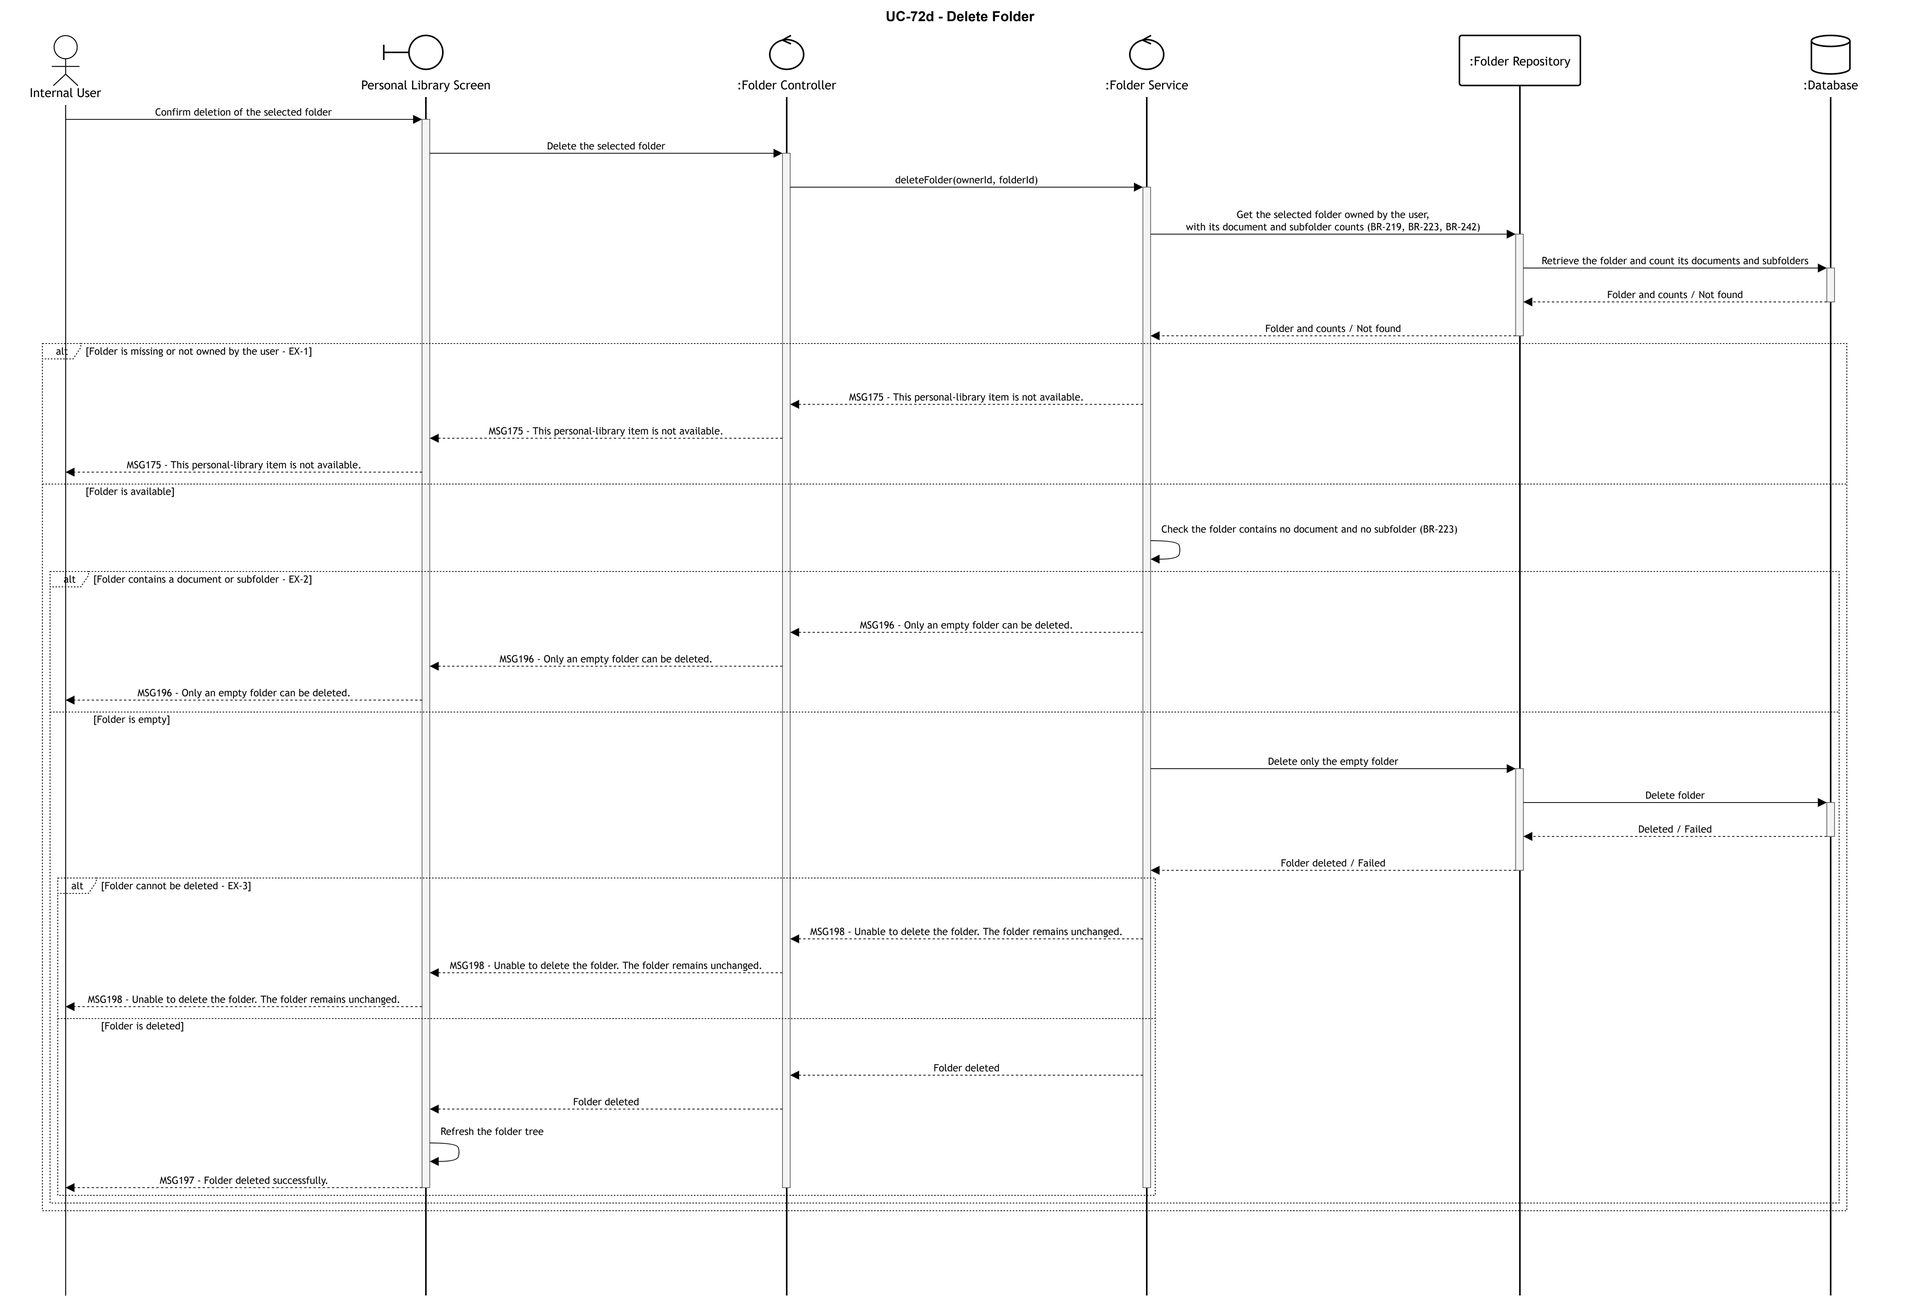 UC-72d - Delete Folder
Internal User
Personal Library Screen
:Folder Controller
:Folder Service
:Folder Repository
:Database
Confirm deletion of the selected folder
Delete the selected folder
deleteFolder(ownerId, folderId)
Get the selected folder owned by the user,
with its document and subfolder counts (BR-219, BR-223, BR-242)
Retrieve the folder and count its documents and subfolders
Folder and counts / Not found
Folder and counts / Not found
alt [Folder is missing or not owned by the user - EX-1]
MSG175 - This personal-library item is not available.
MSG175 - This personal-library item is not available.
MSG175 - This personal-library item is not available.
[Folder is available]
Check the folder contains no document and no subfolder (BR-223)
alt [Folder contains a document or subfolder - EX-2]
MSG196 - Only an empty folder can be deleted.
MSG196 - Only an empty folder can be deleted.
MSG196 - Only an empty folder can be deleted.
[Folder is empty]
Delete only the empty folder
Delete folder
Deleted / Failed
Folder deleted / Failed
alt [Folder cannot be deleted - EX-3]
MSG198 - Unable to delete the folder. The folder remains unchanged.
MSG198 - Unable to delete the folder. The folder remains unchanged.
MSG198 - Unable to delete the folder. The folder remains unchanged.
[Folder is deleted]
Folder deleted
Folder deleted
Refresh the folder tree
MSG197 - Folder deleted successfully.